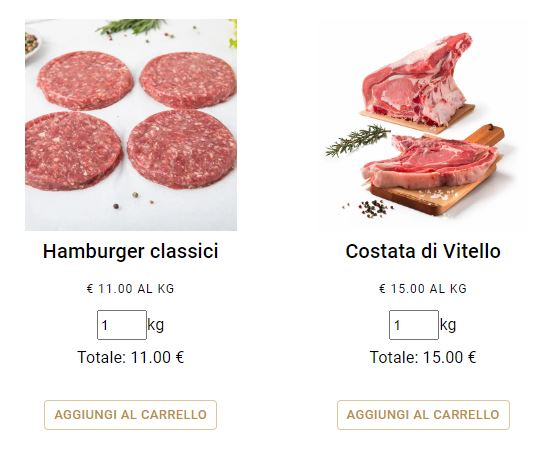 Hamburger classici
€ 11.00 AL KG
1 kg
Totale: 11.00 €
AGGIUNGI AL CARRELLO
Costata di Vitello
€ 15.00 AL KG
1 kg
Totale: 15.00 €
AGGIUNGI AL CARRELLO